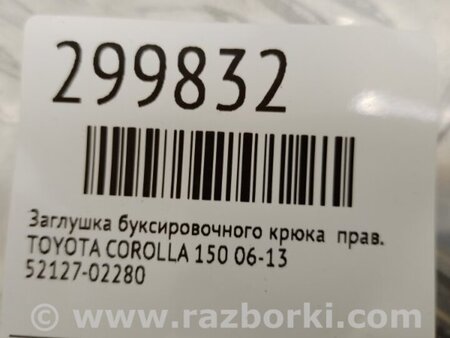 299832
Заглушка буксировочного крюка прав.
TOYOTA COROLLA 150 06-13
52127-02280
© www.razborki.com